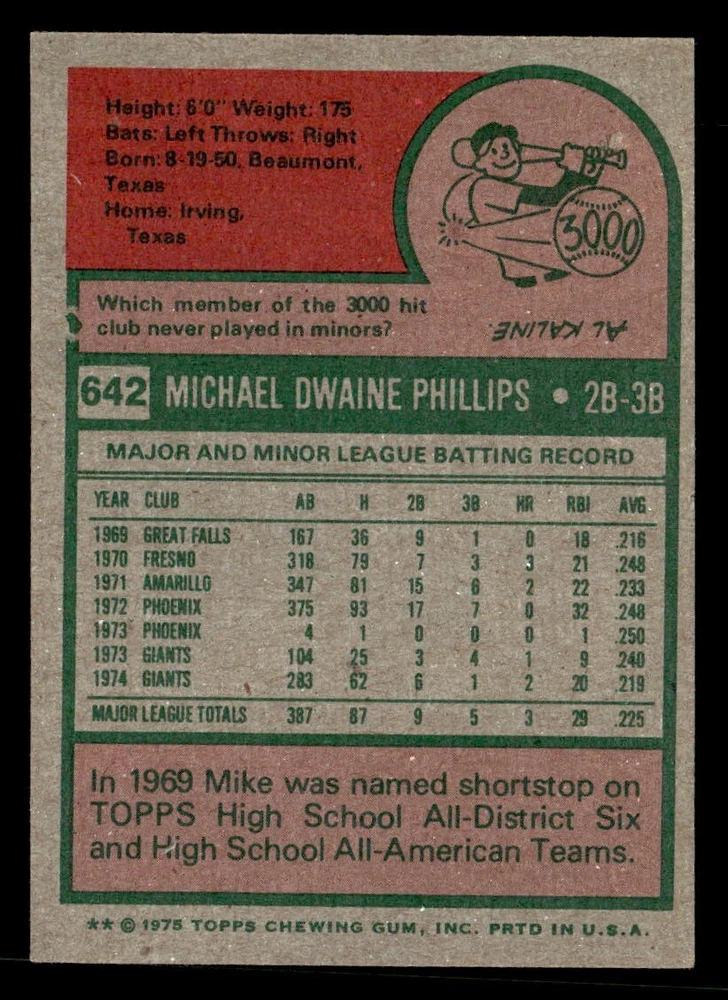 Height: 6'0" Weight: 175
Bats: Left Throws: Right
Born: 8-19-50, Beaumont,
Texas
Home: Irving,
Texas
3000
Which member of the 3000 hit
club never played in minors?
AL KALINE.
642 MICHAEL DWAINE PHILLIPS • 2B-3B
MAJOR AND MINOR LEAGUE BATTING RECORD
YEAR CLUB AB H 2B 3B HR RBI AVG
1969 GREAT FALLS 167 36 9 1 0 18 .216
1970 FRESNO 318 79 7 3 3 21 .248
1971 AMARILLO 347 81 15 6 2 22 .233
1972 PHOENIX 375 93 17 7 0 32 .248
1973 PHOENIX 4 1 0 0 0 1 .250
1973 GIANTS 104 25 3 4 1 9 .240
1974 GIANTS 283 62 6 1 2 20 .219
MAJOR LEAGUE TOTALS 387 87 9 5 3 29 .225
In 1969 Mike was named shortstop on
TOPPS High School All-District Six
and High School All-American Teams.
** © 1975 TOPPS CHEWING GUM, INC. PRTD IN U.S.A.